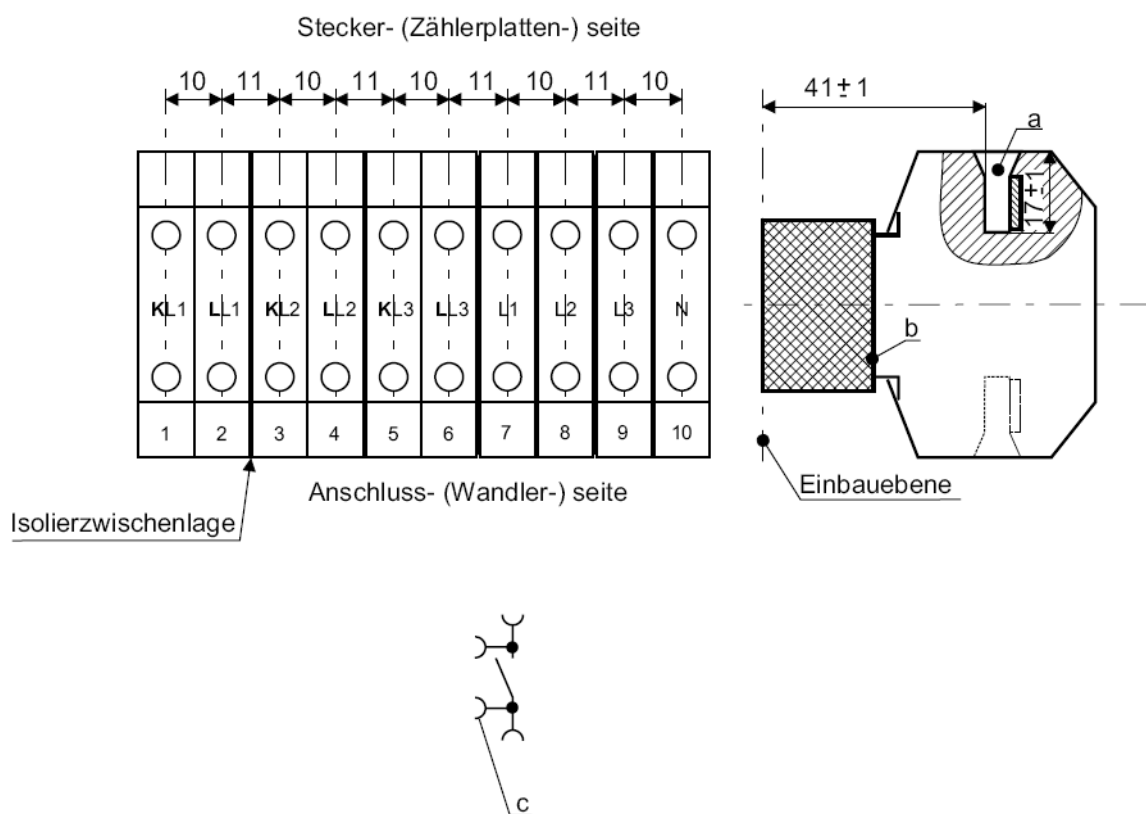 Stecker- (Zählerplatten-) seite
10 11 10 11 10 11 10 11 10
41 ± 1
a
17±1
KL1 LL1 KL2 LL2 KL3 LL3 L1 L2 L3 N
b
1 2 3 4 5 6 7 8 9 10
Anschluss- (Wandler-) seite
Einbauebene
Isolierzwischenlage
c